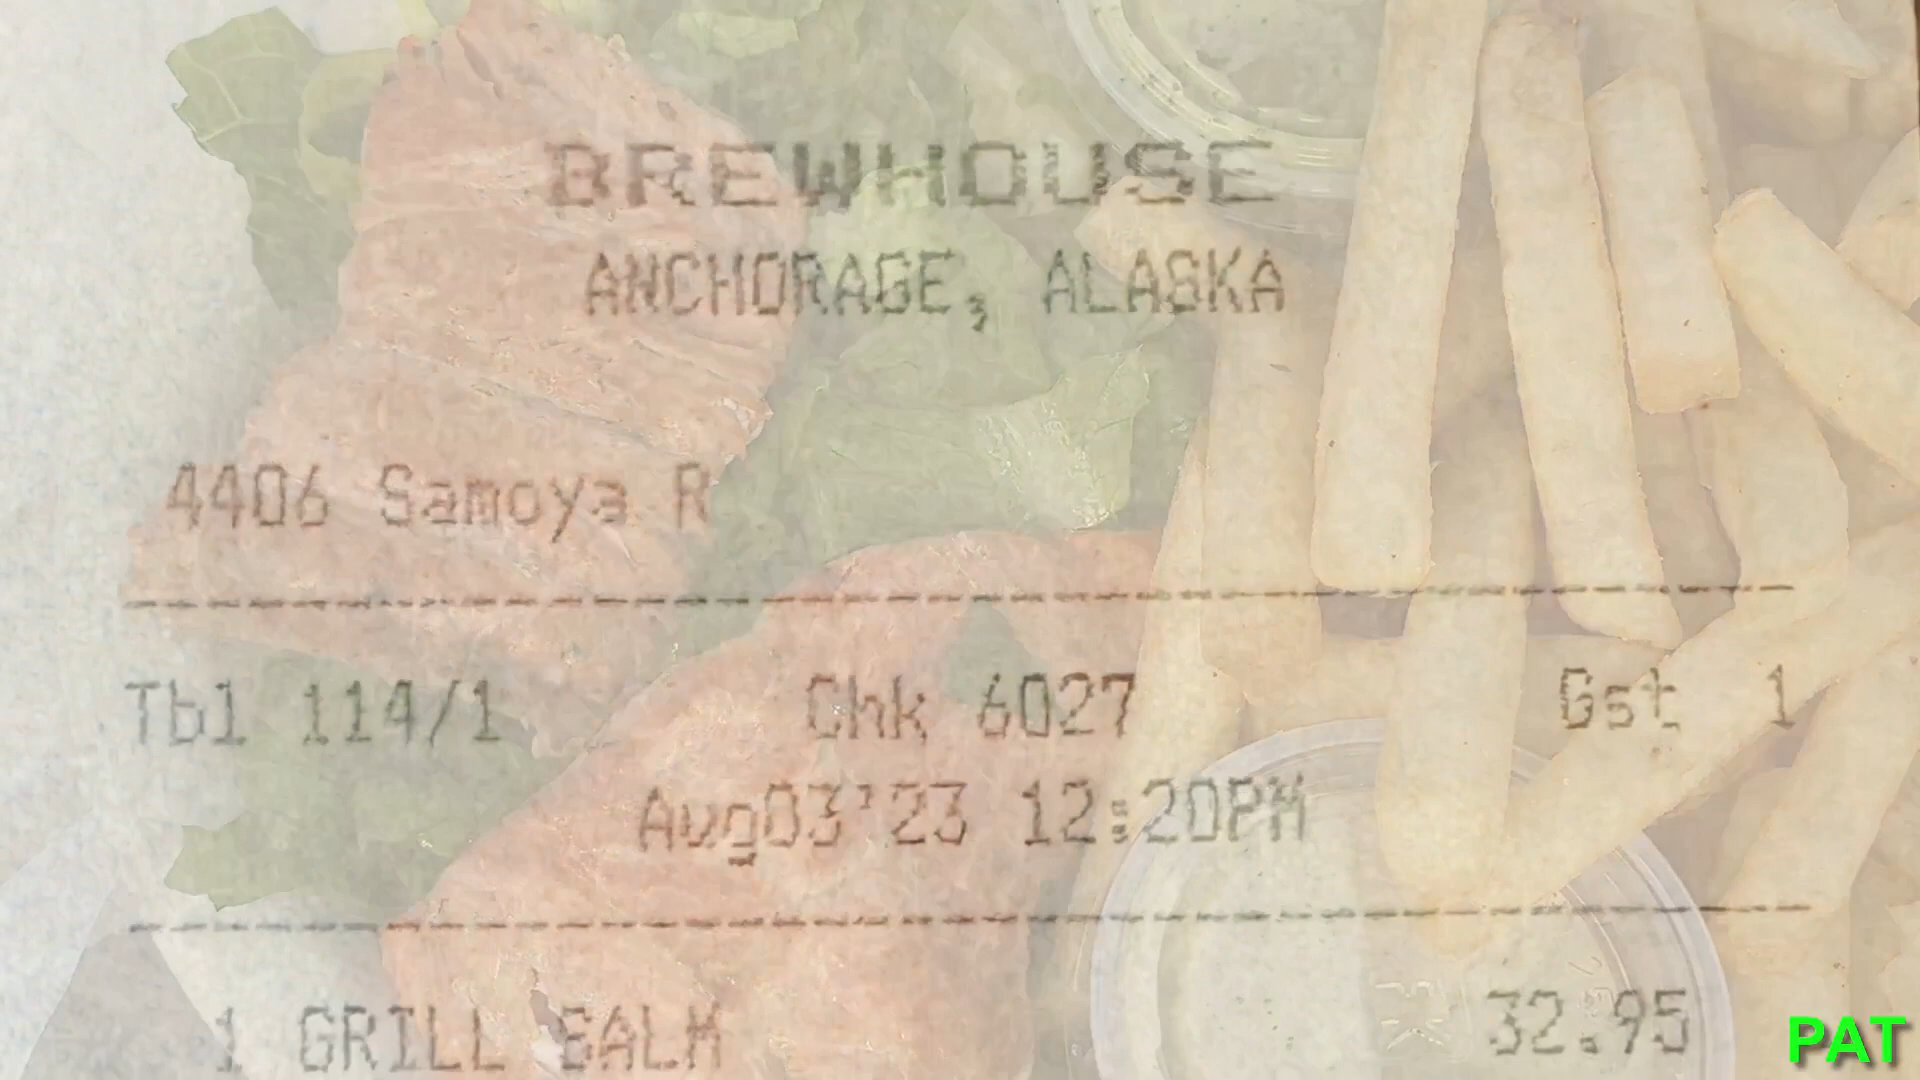 BREWHOUSE
ANCHORAGE, ALASKA
4406 Samoya R
Tbl 114/1 Chk 6027 Gst 1
Aug03'23 12:20PM
1 GRILL SALM 32.95
PAT